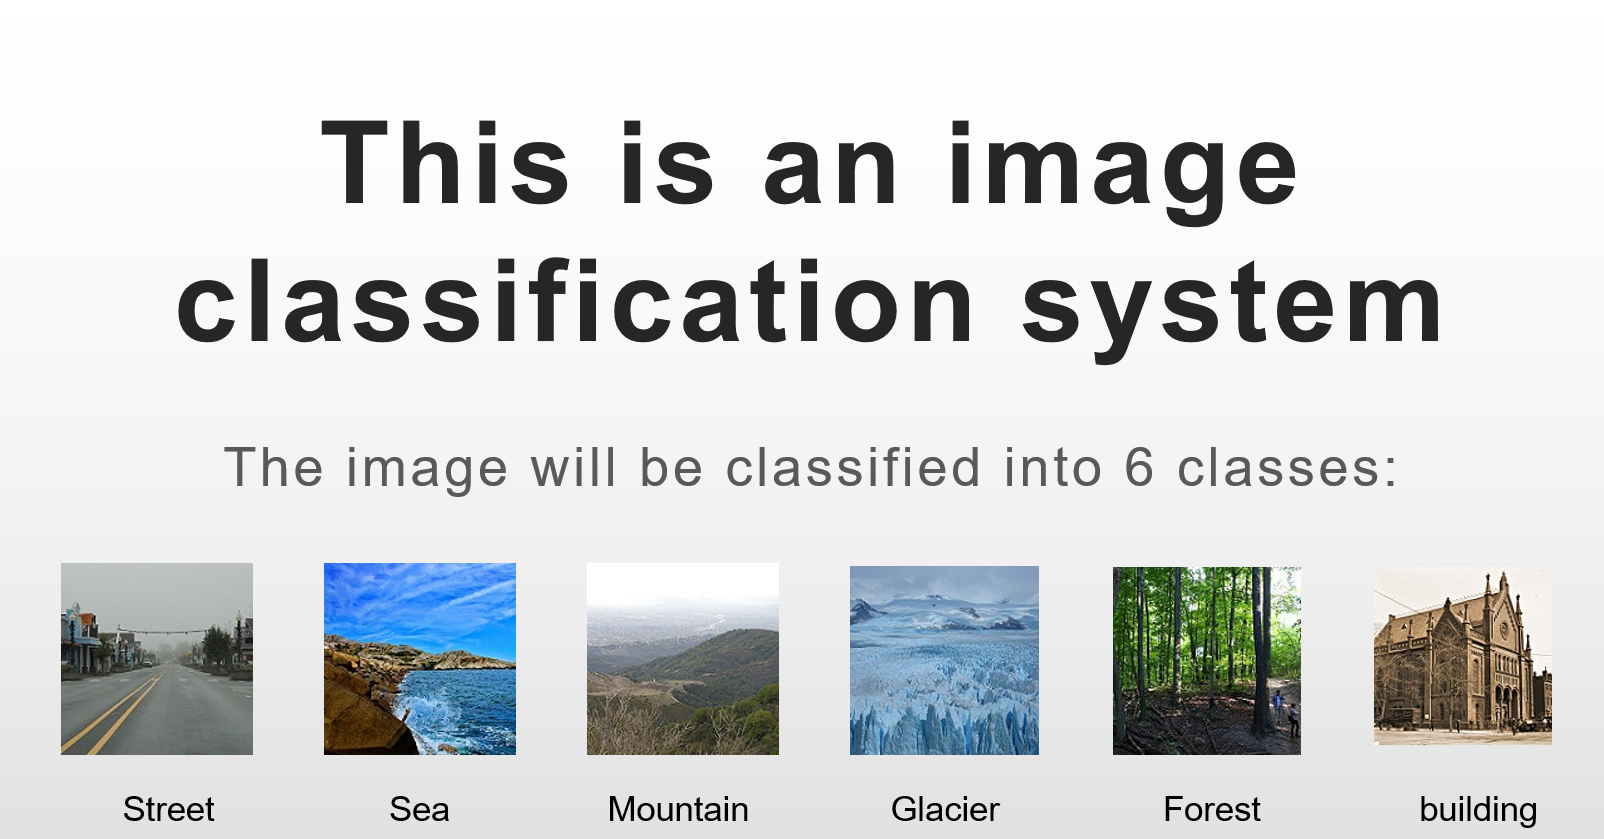 This is an image
classification system
The image will be classified into 6 classes:
Street Sea Mountain Glacier Forest building